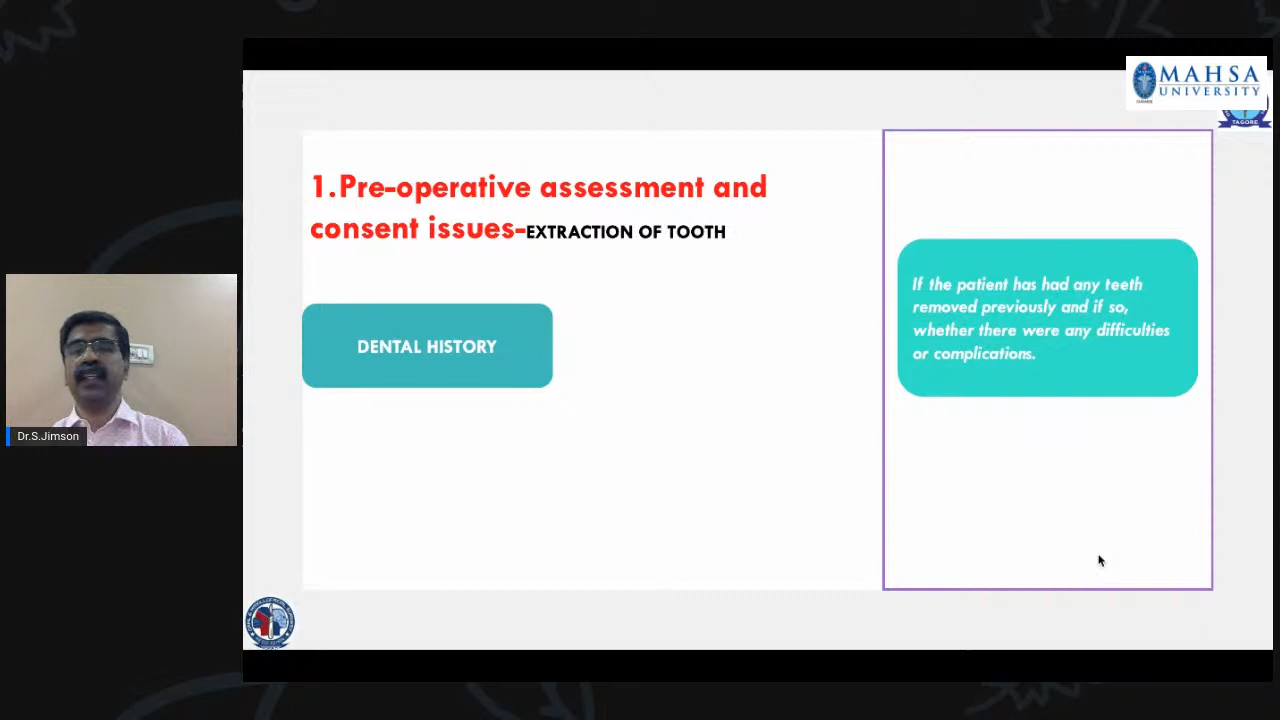 MAHSA
UNIVERSITY
TAGORE
1.Pre-operative assessment and
consent issues-EXTRACTION OF TOOTH
If the patient has had any teeth
removed previously and if so,
whether there were any difficulties
or complications.
DENTAL HISTORY
Dr.S.Jimson